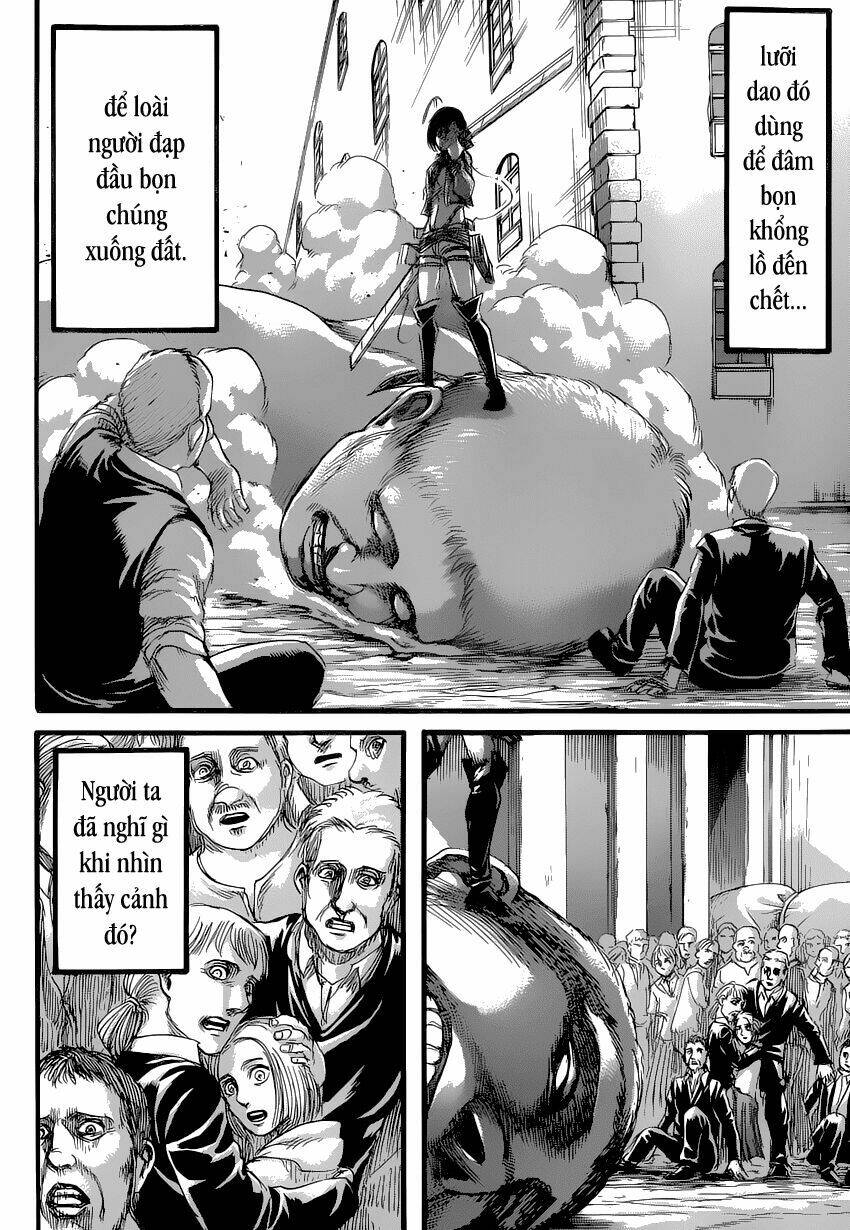 lưỡi
dao đó
dùng
để đâm
bọn
khổng
lồ đến
chết...
để loài
người đạp
đầu bọn
chúng
xuống đất.
Người ta
đã nghĩ gì
khi nhìn
thấy cảnh
đó?